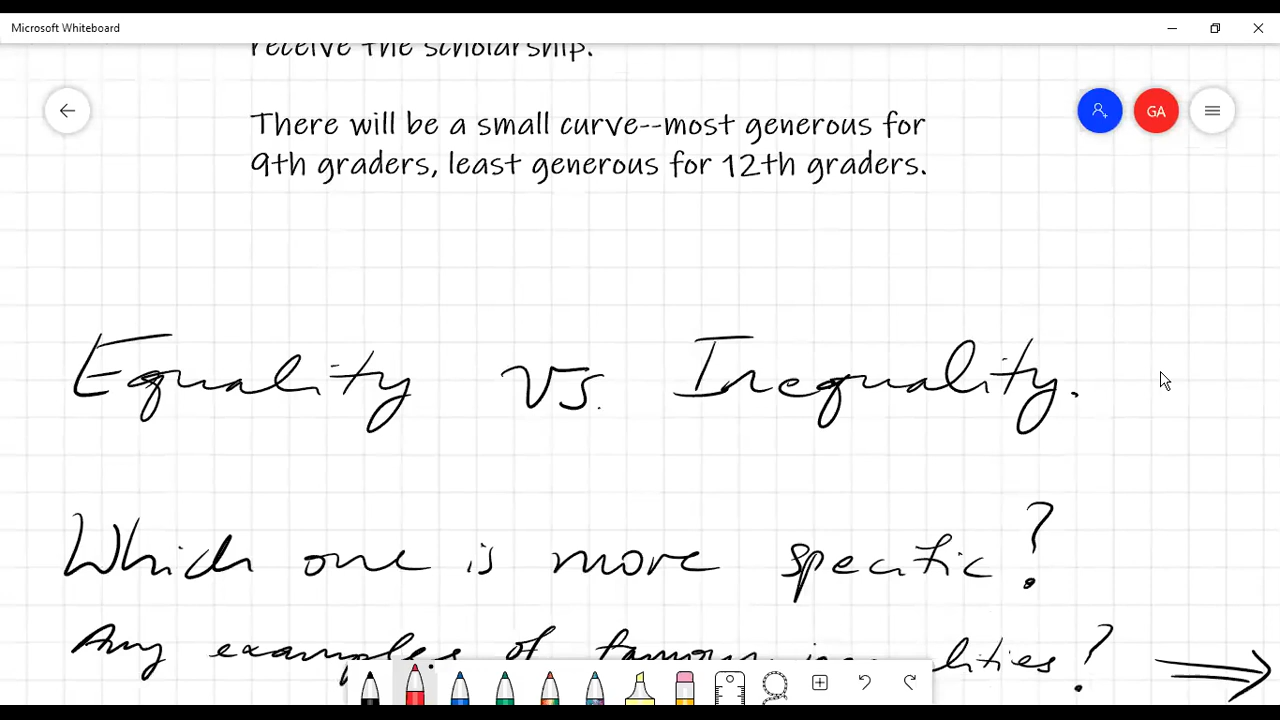 Microsoft Whiteboard
receive the scholarship.
GA
There will be a small curve--most generous for
9th graders, least generous for 12th graders.
Equality vs. Inequality.
Which one is more specific?
Any examples of famous inequalities?